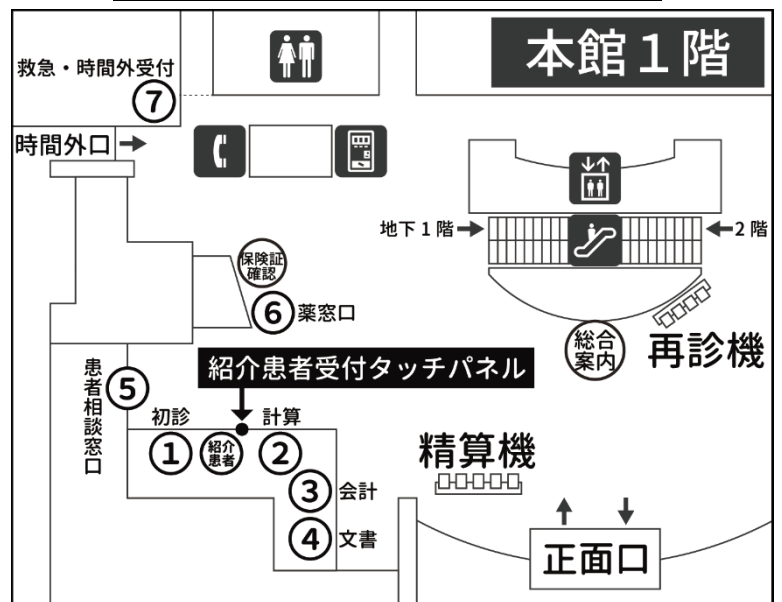 本館１階
救急・時間外受付
⑦
時間外口
地下１階
２階
保険証
確認
⑥
薬窓口
総合
案内
再診機
紹介患者受付タッチパネル
⑤
患者相談窓口
初診
計算
①
紹介
患者
②
③
会計
④
文書
精算機
正面口